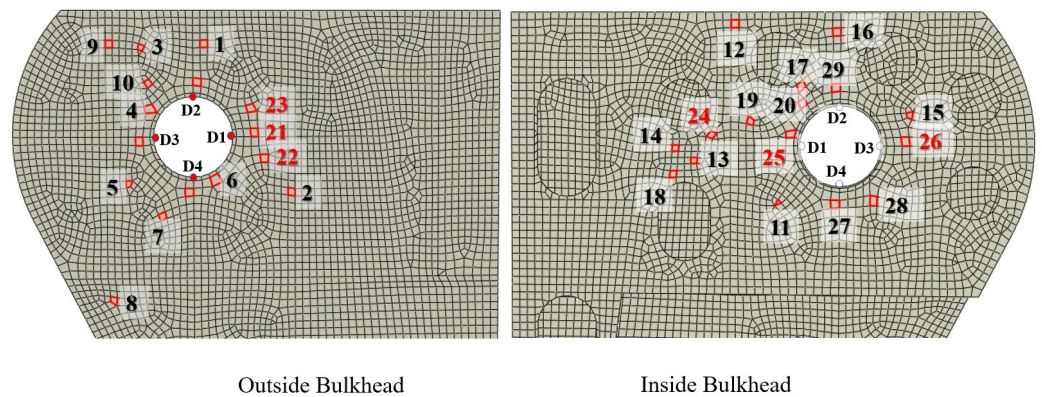 9 3 1
10
4 D2 23
D3 D1 21
D4 22
5 6 2
7
8
12 16
17 29
24 19 20 D2 15
14 26
D1 D3
13 25
18 D4
11 27 28
Outside Bulkhead Inside Bulkhead